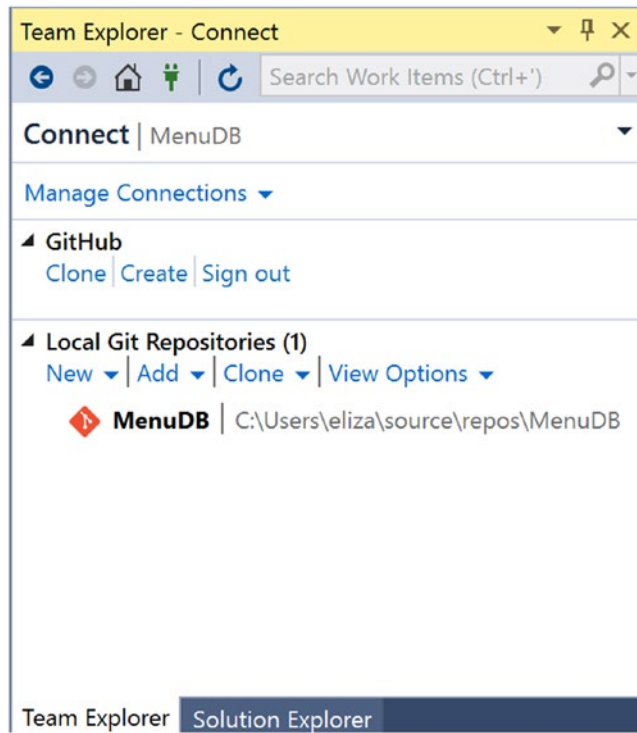 Team Explorer - Connect
Search Work Items (Ctrl+')
Connect | MenuDB
Manage Connections
GitHub
Clone | Create | Sign out
Local Git Repositories (1)
New | Add | Clone | View Options
MenuDB | C:\Users\eliza\source\repos\MenuDB
Team Explorer Solution Explorer